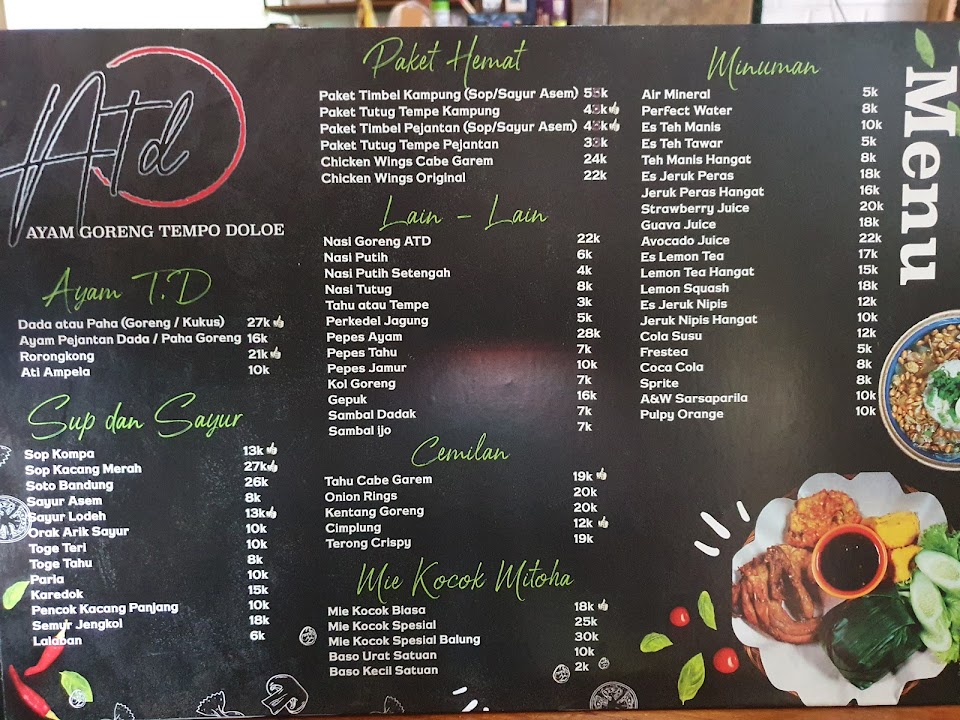 Atd
AYAM GORENG TEMPO DOLOE
Ayam T.D
Dada atau Paha (Goreng / Kukus) 27k
Ayam Pejantan Dada / Paha Goreng 16k
Rorongkong 21k
Ati Ampela 10k
Sup dan Sayur
Sop Kompa 13k
Sop Kacang Merah 27k
Soto Bandung 26k
Sayur Asem 8k
Sayur Lodeh 13k
Orak Arik Sayur 10k
Toge Teri 10k
Toge Tahu 8k
Paria 10k
Karedok 15k
Pencok Kacang Panjang 10k
Semur Jengkol 18k
Lalaban 6k
Paket Hemat
Paket Timbel Kampung (Sop/Sayur Asem)
Paket Tutug Tempe Kampung
Paket Timbel Pejantan (Sop/Sayur Asem)
Paket Tutug Tempe Pejantan
Chicken Wings Cabe Garem 24k
Chicken Wings Original 22k
Lain - Lain
Nasi Goreng ATD 22k
Nasi Putih 6k
Nasi Putih Setengah 4k
Nasi Tutug 8k
Tahu atau Tempe 3k
Perkedel Jagung 5k
Pepes Ayam 28k
Pepes Tahu 7k
Pepes Jamur 10k
Kol Goreng 7k
Gepuk 16k
Sambal Dadak 7k
Sambal Ijo 7k
Cemilan
Tahu Cabe Garem 19k
Onion Rings 20k
Kentang Goreng 20k
Cimplung 12k
Terong Crispy 19k
Mie Kocok Mitoha
Mie Kocok Biasa 18k
Mie Kocok Spesial 25k
Mie Kocok Spesial Balung 30k
Baso Urat Satuan 10k
Baso Kecil Satuan 2k
Minuman
Air Mineral 5k
Perfect Water 8k
Es Teh Manis 10k
Es Teh Tawar 5k
Teh Manis Hangat 8k
Es Jeruk Peras 18k
Jeruk Peras Hangat 16k
Strawberry Juice 20k
Guava Juice 18k
Avocado Juice 22k
Es Lemon Tea 17k
Lemon Tea Hangat 15k
Lemon Squash 18k
Es Jeruk Nipis 12k
Jeruk Nipis Hangat 10k
Cola Susu 12k
Frestea 5k
Coca Cola 8k
Sprite 8k
A&W Sarsaparila 10k
Pulpy Orange 10k
Menu